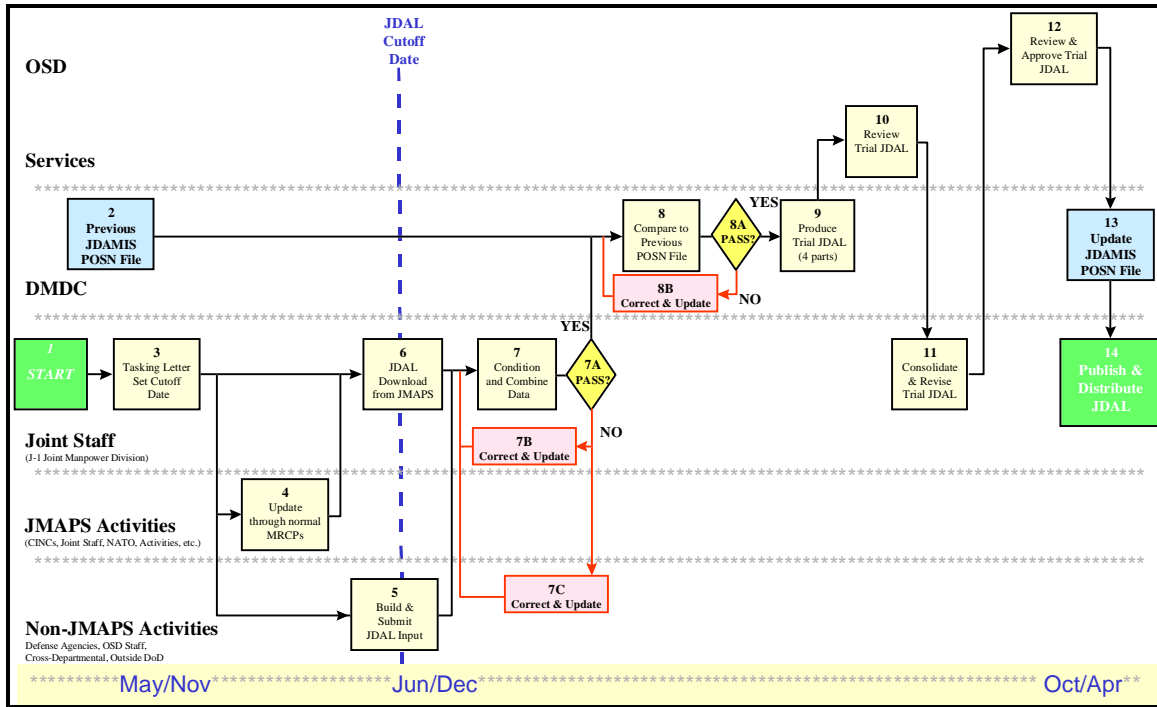 JDAL
Cutoff
Date
12
Review &
Approve Trial
JDAL
OSD
10
Review
Trial JDAL
Services
****************************************************************************************************
2
Previous
JDAMIS
POSN File
8
Compare to
Previous
POSN File
8A
PASS?
YES
9
Produce
Trial JDAL
(4 parts)
13
Update
JDAMIS
POSN File
8B
Correct & Update
NO
DMDC
****************************************************************************************************
YES
1
START
3
Tasking Letter
Set Cutoff
Date
6
JDAL
Download
from JMAPS
7
Condition
and Combine
Data
7A
PASS?
11
Consolidate
& Revise
Trial JDAL
14
Publish &
Distribute
JDAL
NO
7B
Correct & Update
Joint Staff
(J-1 Joint Manpower Division)
****************************************************************************************************
4
Update
through normal
MRCPs
JMAPS Activities
(CINCs, Joint Staff, NATO, Activities, etc.)
****************************************************************************************************
5
Build &
Submit
JDAL Input
7C
Correct & Update
Non-JMAPS Activities
Defense Agencies, OSD Staff,
Cross-Departmental, Outside DoD
**********May/Nov********************Jun/Dec************************************************************Oct/Apr**